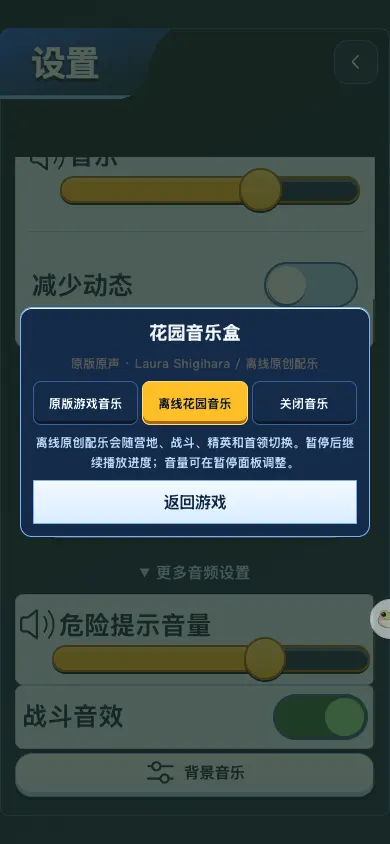 设置
音乐
减少动态
花园音乐盒
原版原声 · Laura Shigihara / 离线原创配乐
原版游戏音乐
离线花园音乐
关闭音乐
离线原创配乐会随营地、战斗、精英和首领切换。暂停后继
续播放进度；音量可在暂停面板调整。
返回游戏
▼ 更多音频设置
危险提示音量
战斗音效
背景音乐